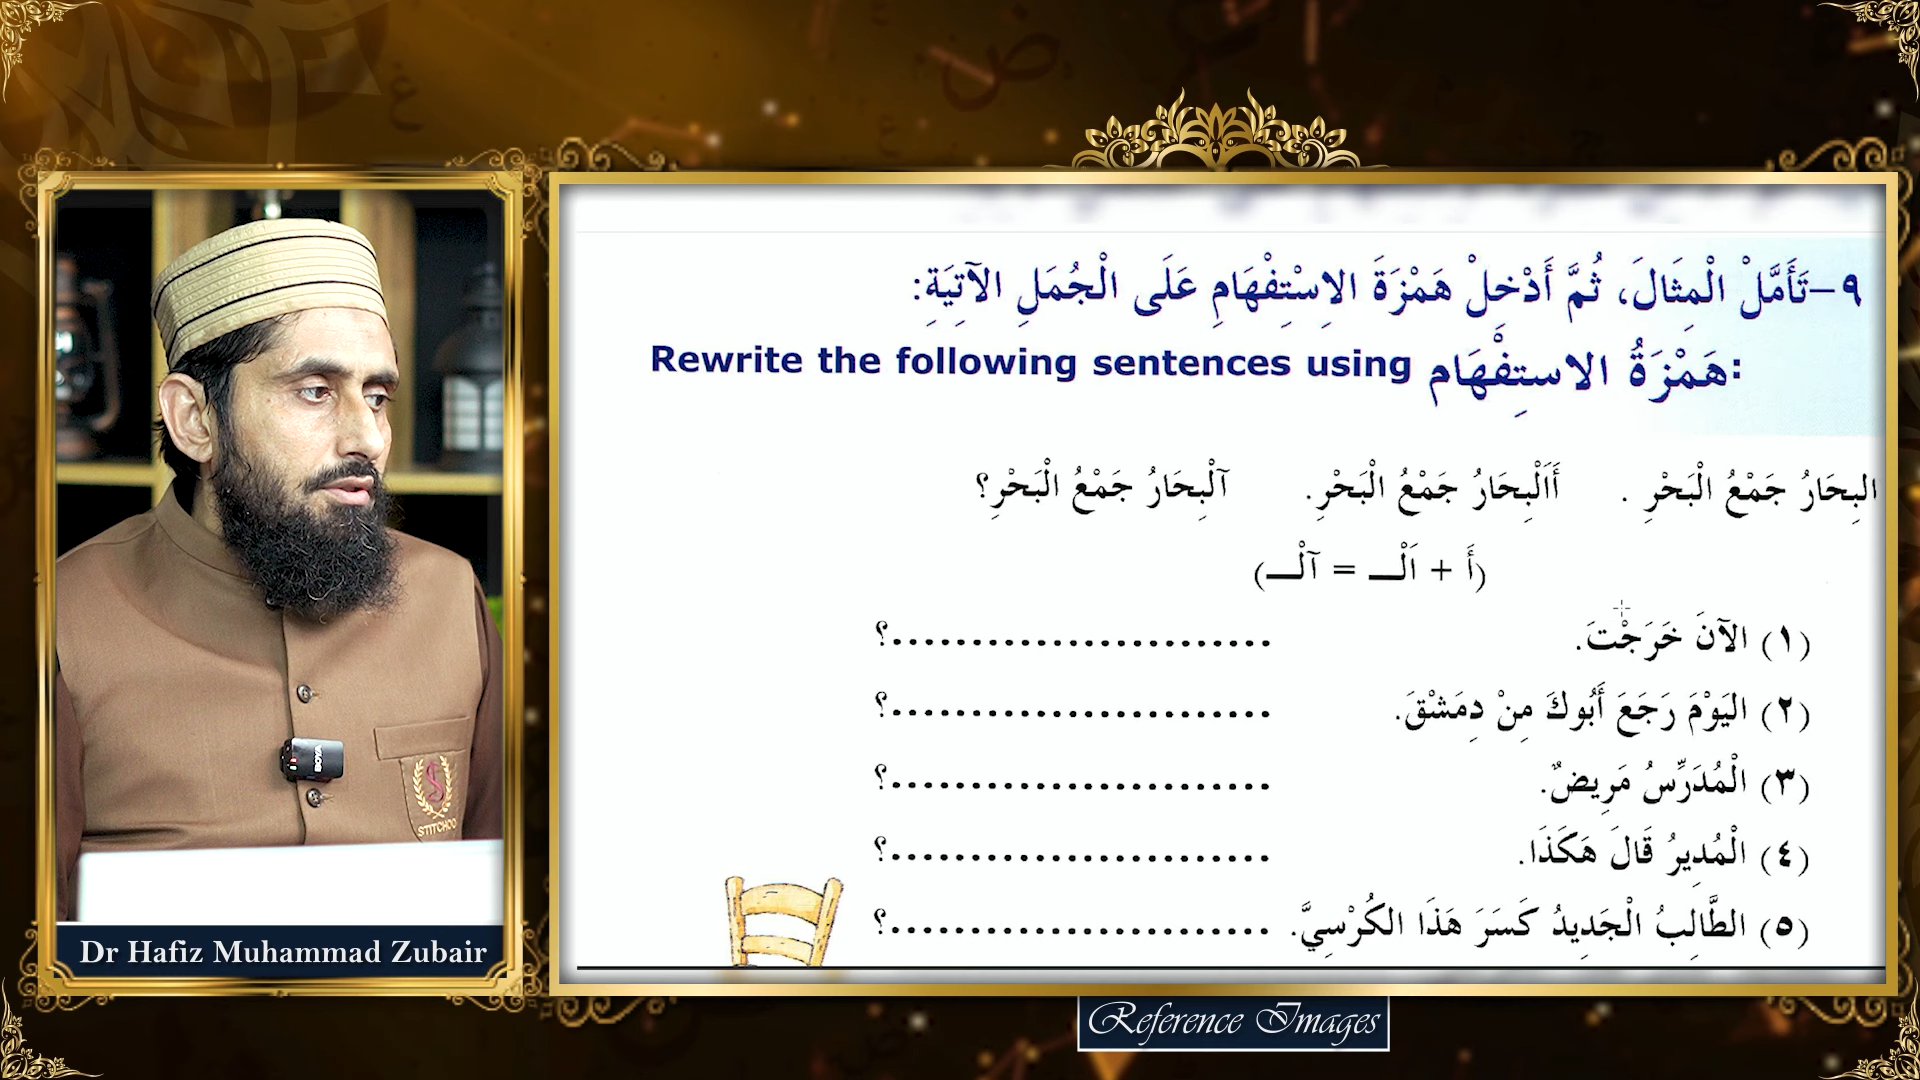 ٩-تَأَمَّلْ الْمِثَالَ، ثُمَّ أَدْخِلْ هَمْزَةَ الاِسْتِفْهَامِ عَلَى الْجُمَلِ الآتِيَةِ:
Rewrite the following sentences using هَمْزَةُ الاستِفْهَام:
البِحَارُ جَمْعُ الْبَحْرِ . أَاَلْبِحَارُ جَمْعُ الْبَحْرِ. آلْبِحَارُ جَمْعُ الْبَحْرِ؟
(أَ + اَلْـ = آلْـ)
(١) الآنَ خَرَجْتَ. ........................؟
(٢) اليَوْمَ رَجَعَ أَبُوكَ مِنْ دِمَشْقَ. ........................؟
(٣) الْمُدَرِّسُ مَرِيضٌ. ........................؟
(٤) الْمُدِيرُ قَالَ هَكَذَا. ........................؟
(٥) الطَّالِبُ الْجَدِيدُ كَسَرَ هَذَا الكُرْسِيَّ. ........................؟
BOYA
STITCHOO
Dr Hafiz Muhammad Zubair
Reference Images